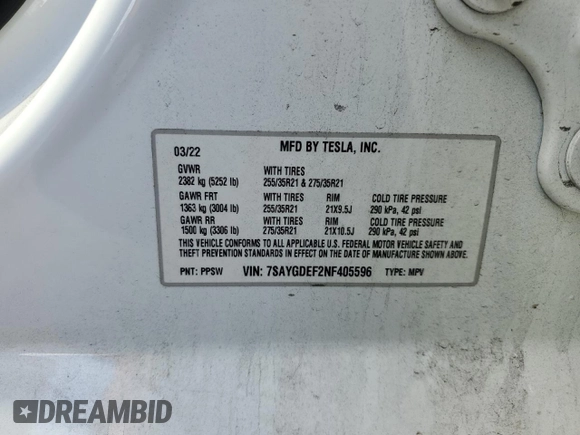 03/22 MFD BY TESLA, INC.
GVWR WITH TIRES
2382 kg (5252 lb) 255/35R21 & 275/35R21
GAWR FRT WITH TIRES RIM COLD TIRE PRESSURE
1363 kg (3004 lb) 255/35R21 21X9.5J 290 kPa, 42 psi
GAWR RR WITH TIRES RIM COLD TIRE PRESSURE
1500 kg (3306 lb) 275/35R21 21X10.5J 290 kPa, 42 psi
THIS VEHICLE CONFORMS TO ALL APPLICABLE U.S. FEDERAL MOTOR VEHICLE SAFETY AND
THEFT PREVENTION STANDARDS IN EFFECT ON THE DATE OF MANUFACTURE SHOWN ABOVE.
PNT: PPSW VIN: 7SAYGDEF2NF405596 TYPE: MPV
DREAMBID